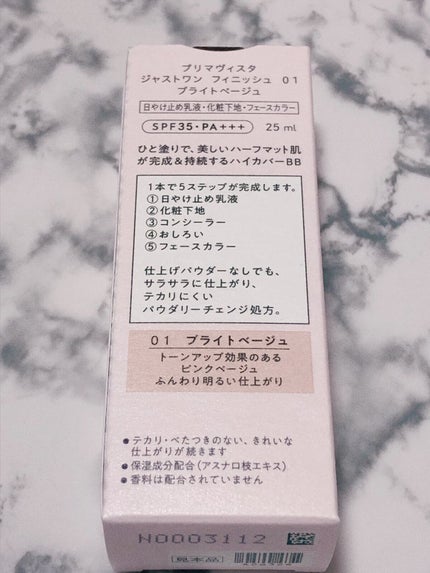 プリマヴィスタ
ジャストワン フィニッシュ 01
ブライトベージュ
日やけ止め乳液・化粧下地・フェースカラー
SPF35・PA+++ 25 ml
ひと塗りで、美しいハーフマット肌
が完成＆持続するハイカバーBB
1本で5ステップが完成します。
①日やけ止め乳液
②化粧下地
③コンシーラー
④おしろい
⑤フェースカラー
仕上げパウダーなしでも、
サラサラに仕上がり、
テカリにくい
パウダリーチェンジ処方。
01 ブライトベージュ
トーンアップ効果のある
ピンクベージュ
ふんわり明るい仕上がり
●テカリ・べたつきのない、きれいな
仕上がりが続きます
●保湿成分配合（アスナロ枝エキス）
●香料は配合されていません
N0003112
見本品